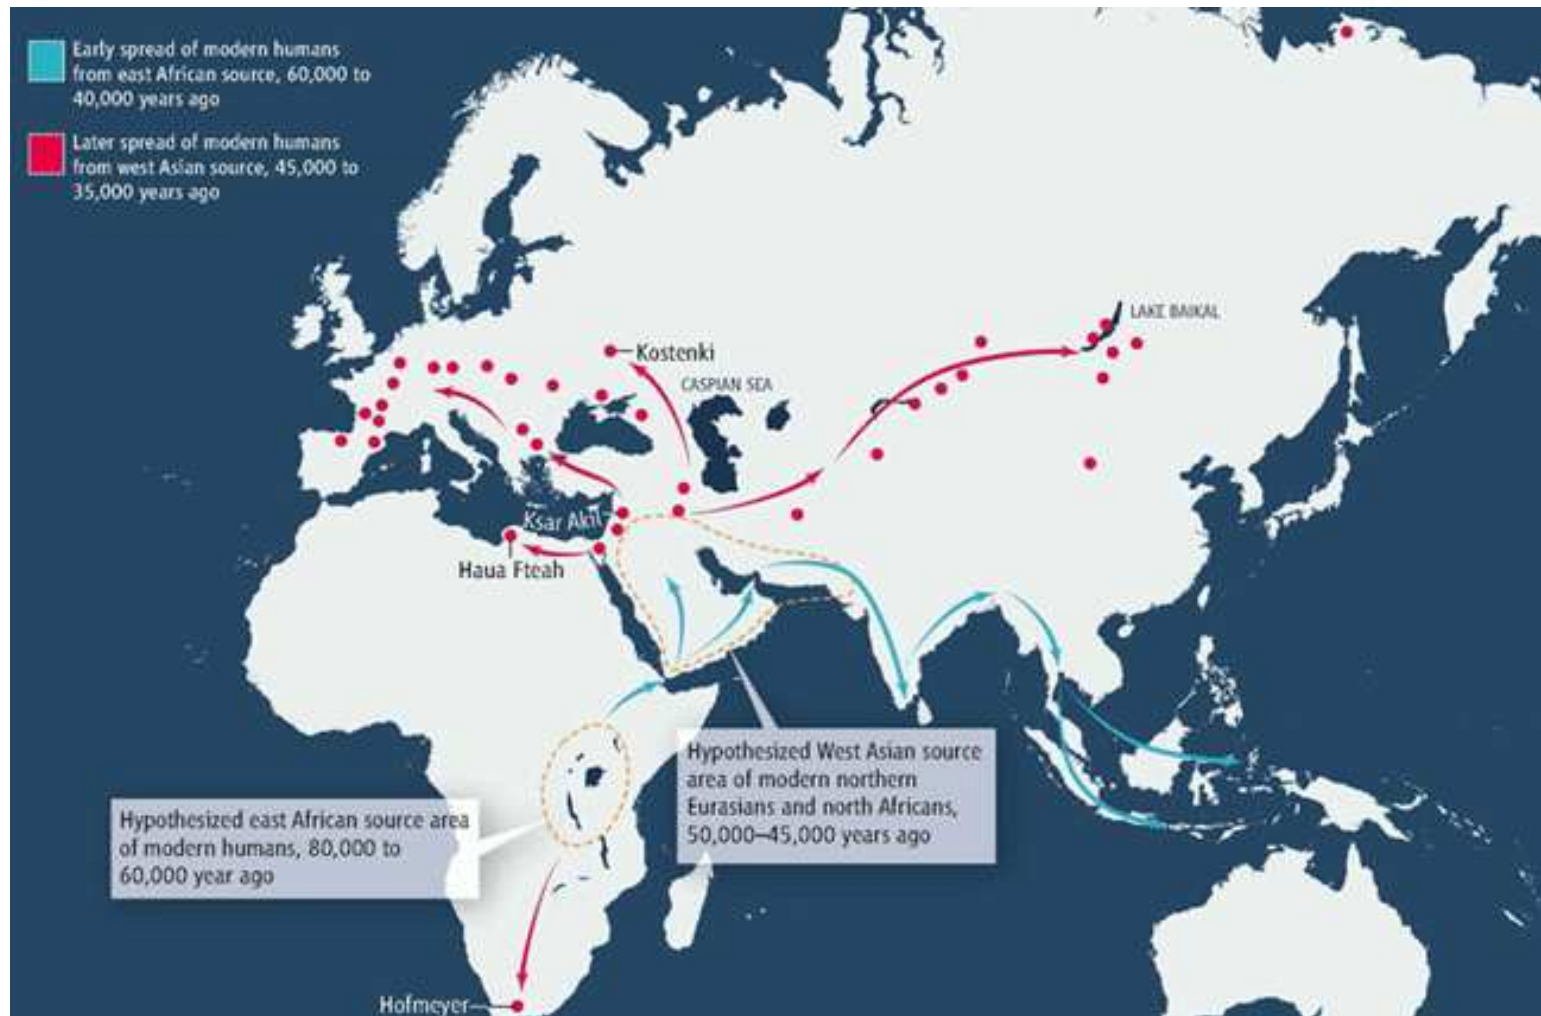 Early spread of modern humans
from east African source, 60,000 to
40,000 years ago
Later spread of modern humans
from west Asian source, 45,000 to
35,000 years ago
LAKE BAIKAL
Kostenki
CASPIAN SEA
Ksar Akil
Haua Fteah
Hypothesized West Asian source
area of modern northern
Eurasians and north Africans,
50,000–45,000 years ago
Hypothesized east African source area
of modern humans, 80,000 to
60,000 year ago
Hofmeyer